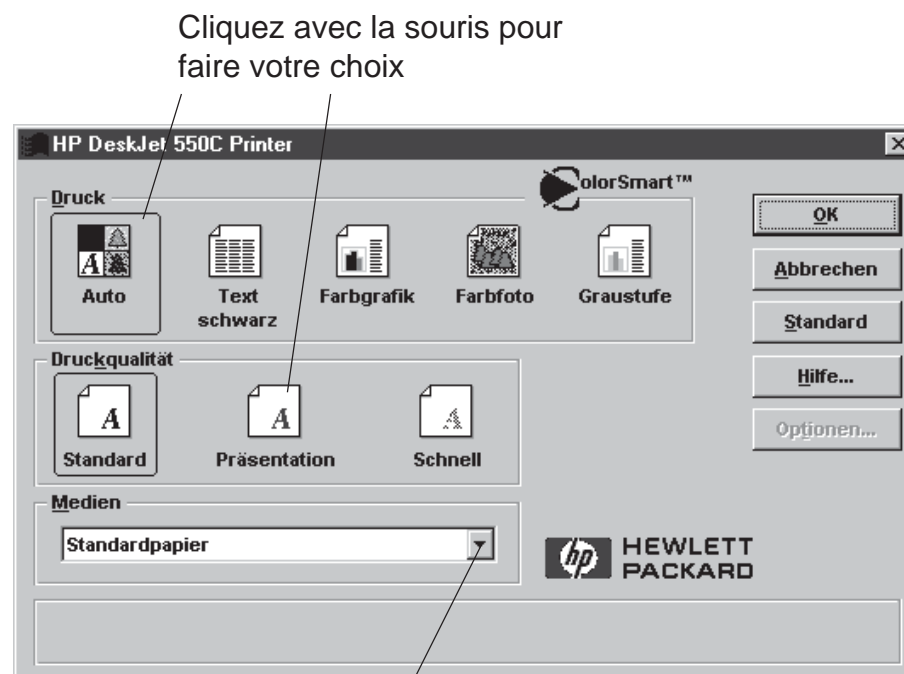 Cliquez avec la souris pour
faire votre choix
HP DeskJet 550C Printer
Druck
ColorSmart™
Auto
Text
schwarz
Farbgrafik
Farbfoto
Graustufe
OK
Abbrechen
Standard
Hilfe...
Optionen...
Druckqualität
A
Standard
A
Präsentation
A
Schnell
Medien
Standardpapier
hp HEWLETT
PACKARD